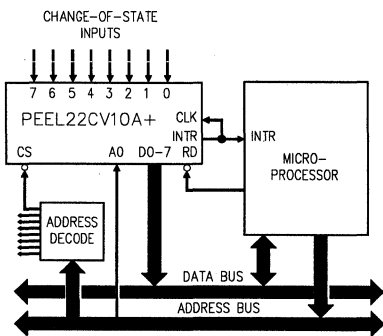 CHANGE-OF-STATE
INPUTS
7 6 5 4 3 2 1 0
PEEL22CV10A+
CLK
INTR
CS A0 D0-7 RD
INTR
MICRO-
PROCESSOR
ADDRESS
DECODE
DATA BUS
ADDRESS BUS